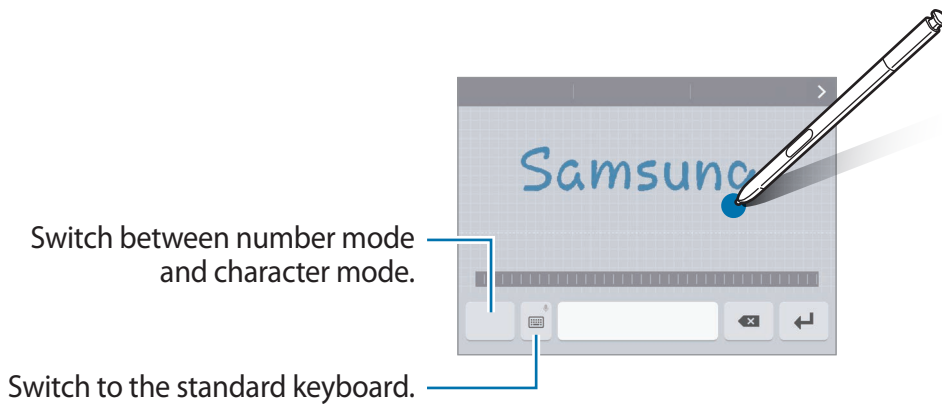 Samsung
Switch between number mode
and character mode.
Switch to the standard keyboard.